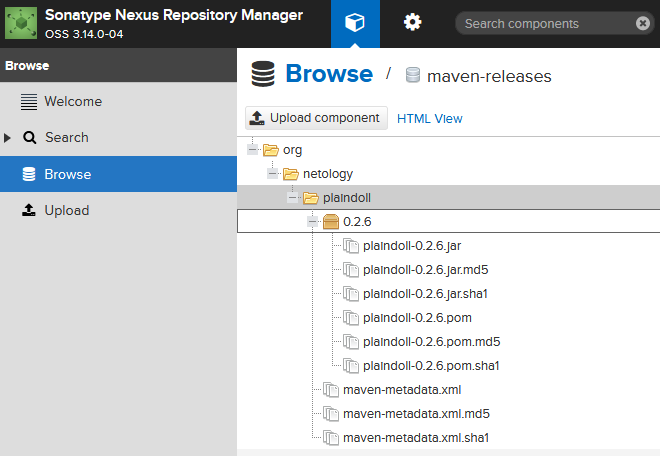 Sonatype Nexus Repository Manager
OSS 3.14.0-04
Search components
Browse
Welcome
Search
Browse
Upload
Browse / maven-releases
Upload component HTML View
org
netology
plaindoll
0.2.6
plaindoll-0.2.6.jar
plaindoll-0.2.6.jar.md5
plaindoll-0.2.6.jar.sha1
plaindoll-0.2.6.pom
plaindoll-0.2.6.pom.md5
plaindoll-0.2.6.pom.sha1
maven-metadata.xml
maven-metadata.xml.md5
maven-metadata.xml.sha1